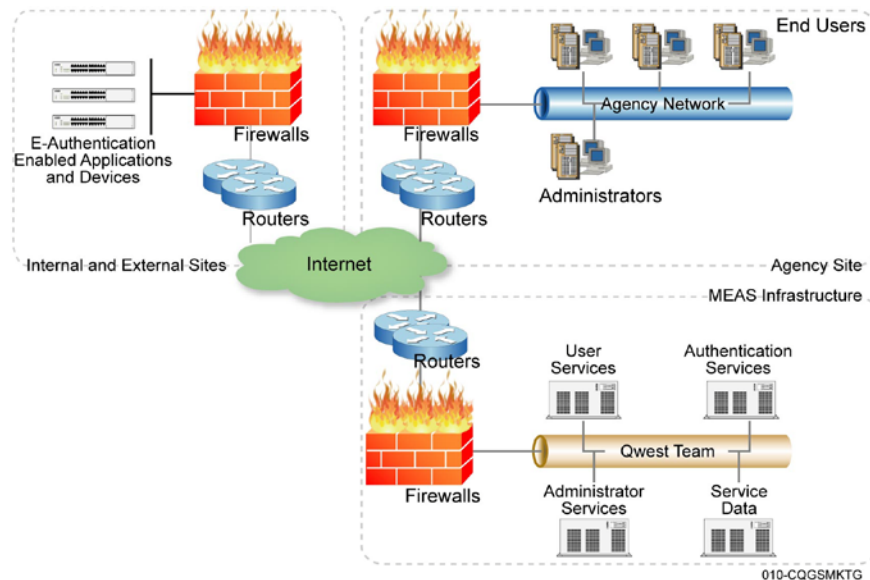 End Users
Agency Network
Firewalls
Firewalls
E-Authentication
Enabled Applications
and Devices
Administrators
Routers
Routers
Internal and External Sites
Internet
Agency Site
MEAS Infrastructure
Routers
User
Services
Authentication
Services
Qwest Team
Firewalls
Administrator
Services
Service
Data
010-CQGSMKTG